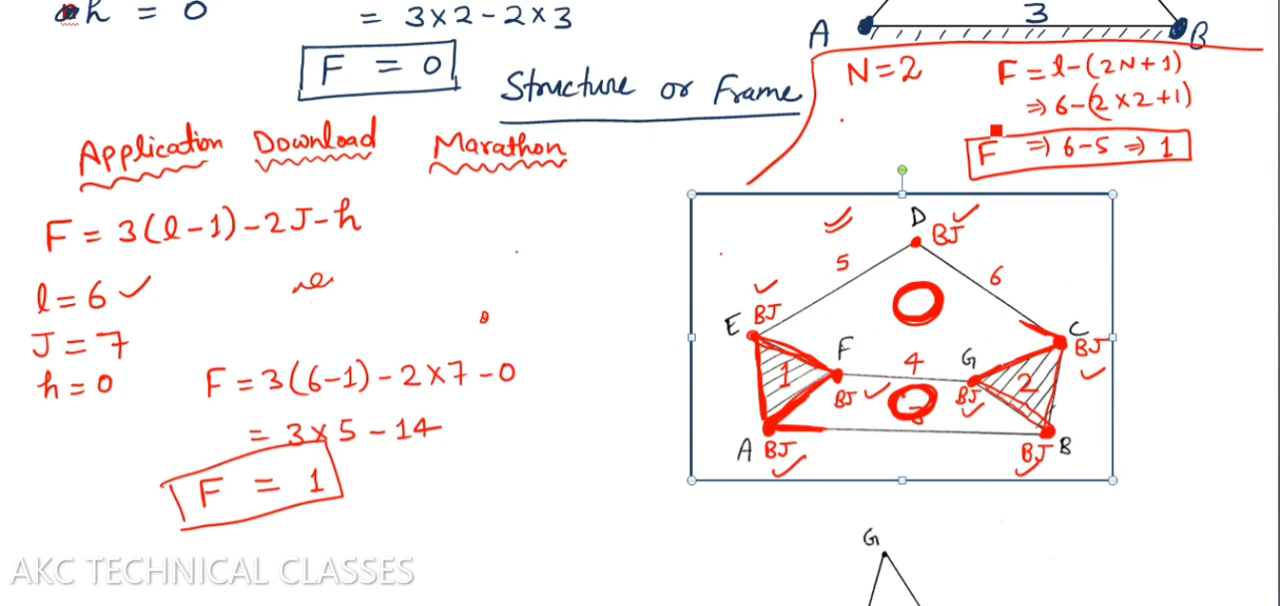 h = 0
= 3×2-2×3
F = 0
Structure or Frame
3
A
B
N=2
F = l-(2N+1)
⇒ 6-(2×2+1)
F ⇒ 6-5 ⇒ 1
Application Download Marathon
F = 3(l-1)-2J-h
l=6 ✓
J=7
h=0
F=3(6-1)-2×7-0
= 3×5-14
F = 1
D
BJ
5
6
E
BJ
F
BJ
4
G
BJ
C
BJ
1
2
3
A
BJ
BJ
B
G
AKC TECHNICAL CLASSES